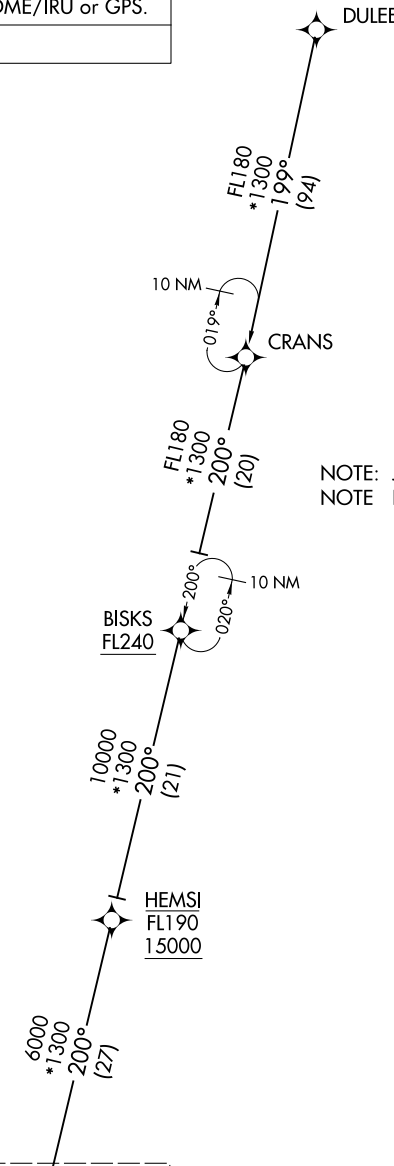 OME/IRU or GPS.
DULEE
FL180
*1300
199°
(94)
10 NM
019°
CRANS
FL180
*1300
200°
(20)
NOTE:
NOTE
200°
10 NM
020°
BISKS
FL240
10000
*1300
200°
(21)
HEMSI
FL190
15000
6000
*1300
200°
(27)